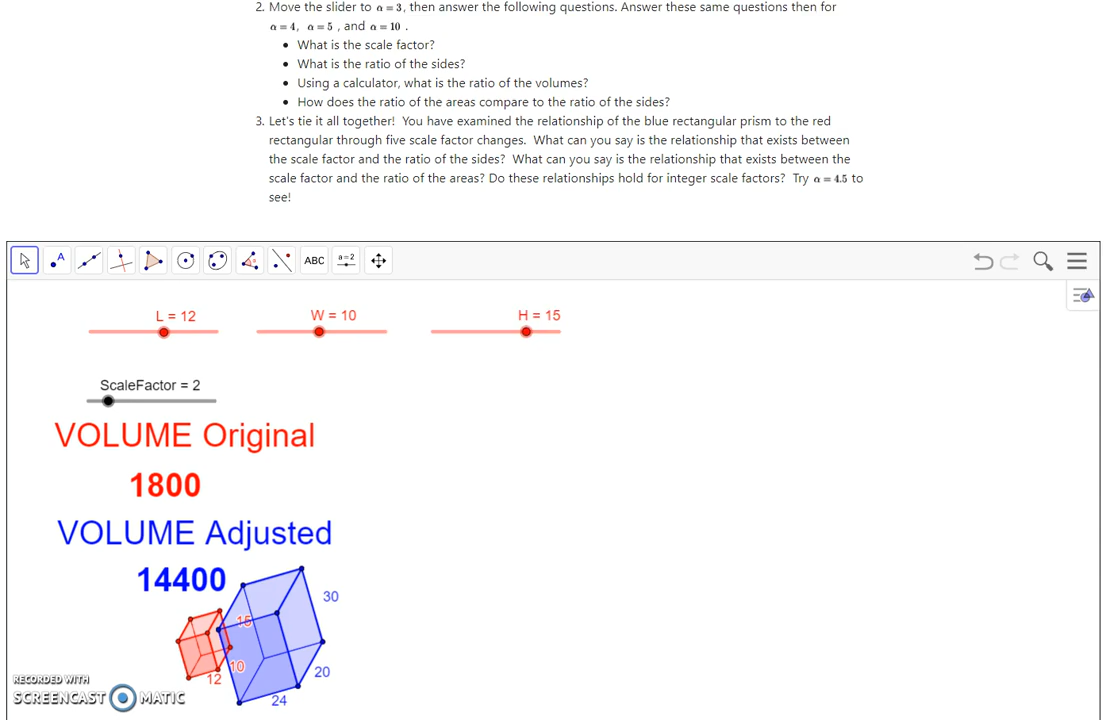 2. Move the slider to α = 3, then answer the following questions. Answer these same questions then for
α = 4, α = 5 , and α = 10 .
• What is the scale factor?
• What is the ratio of the sides?
• Using a calculator, what is the ratio of the volumes?
• How does the ratio of the areas compare to the ratio of the sides?
3. Let's tie it all together! You have examined the relationship of the blue rectangular prism to the red
rectangular through five scale factor changes. What can you say is the relationship that exists between
the scale factor and the ratio of the sides? What can you say is the relationship that exists between the
scale factor and the ratio of the areas? Do these relationships hold for integer scale factors? Try α = 4.5 to
see!
A
ABC
a=2
L = 12
W = 10
H = 15
ScaleFactor = 2
VOLUME Original
1800
VOLUME Adjusted
14400
30
15
10
12
20
24
RECORDED WITH
SCREENCAST MATIC